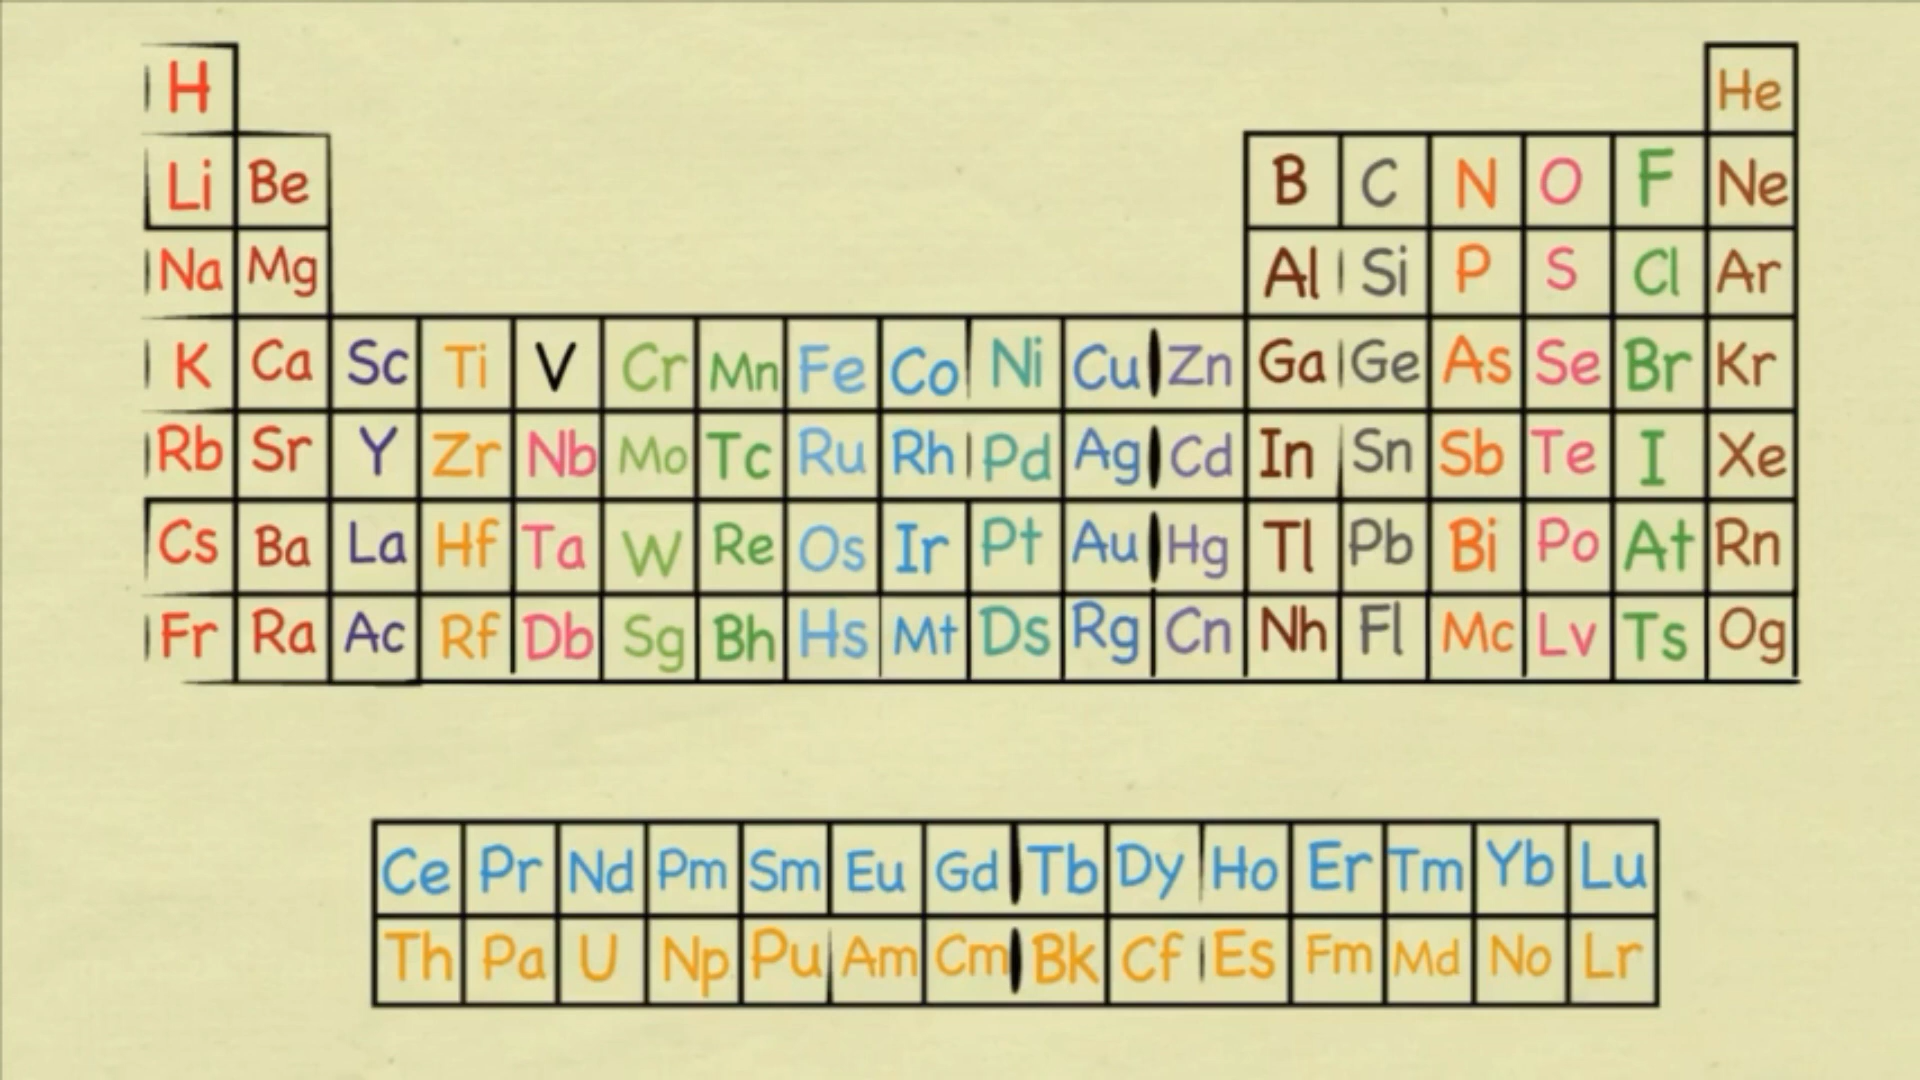 H He
Li Be B C N O F Ne
Na Mg Al Si P S Cl Ar
K Ca Sc Ti V Cr Mn Fe Co Ni Cu Zn Ga Ge As Se Br Kr
Rb Sr Y Zr Nb Mo Tc Ru Rh Pd Ag Cd In Sn Sb Te I Xe
Cs Ba La Hf Ta W Re Os Ir Pt Au Hg Tl Pb Bi Po At Rn
Fr Ra Ac Rf Db Sg Bh Hs Mt Ds Rg Cn Nh Fl Mc Lv Ts Og
Ce Pr Nd Pm Sm Eu Gd Tb Dy Ho Er Tm Yb Lu
Th Pa U Np Pu Am Cm Bk Cf Es Fm Md No Lr